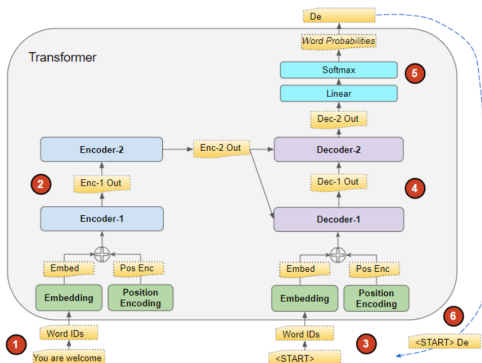 De
Word Probabilities
Transformer
Softmax
5
Linear
Dec-2 Out
Encoder-2
Enc-2 Out
Decoder-2
2
Enc-1 Out
Dec-1 Out
4
Encoder-1
Decoder-1
Embed
Pos Enc
Embed
Pos Enc
Embedding
Position
Encoding
Embedding
Position
Encoding
6
1
Word IDs
Word IDs
3
<START> De
You are welcome
<START>